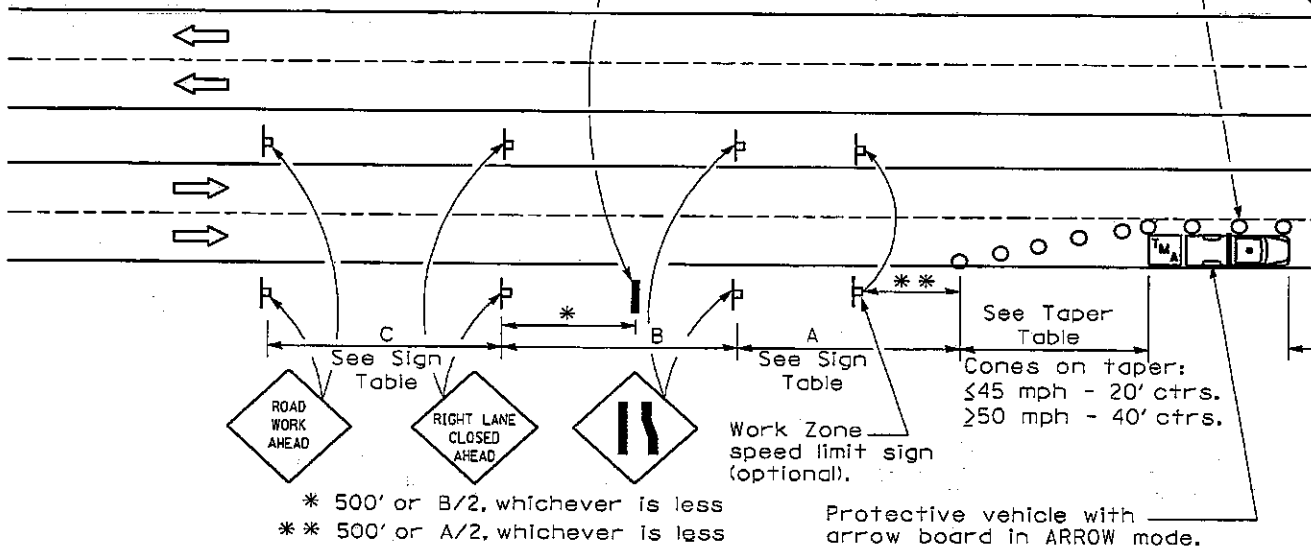 TMA
*
* *
C
B
A
See Sign
Table
See Sign
Table
See Taper
Table
Cones on taper:
≤45 mph - 20' ctrs.
≥50 mph - 40' ctrs.
ROAD
WORK
AHEAD
RIGHT LANE
CLOSED
AHEAD
Work Zone
speed limit sign
(optional).
* 500' or B/2, whichever is less
* * 500' or A/2, whichever is less
Protective vehicle with
arrow board in ARROW mode.